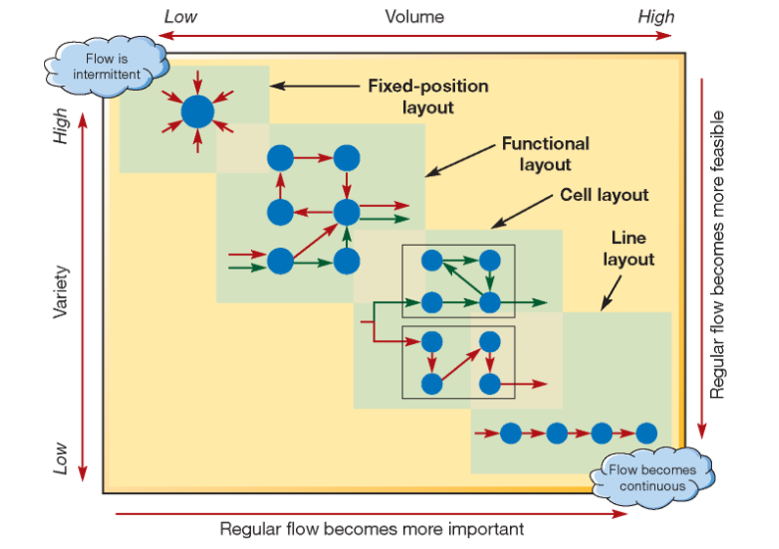 Low
Volume
High
Flow is
intermittent
Fixed-position
layout
High
Functional
layout
Cell layout
Line
layout
Variety
Regular flow becomes more feasible
Low
Flow becomes
continuous
Regular flow becomes more important